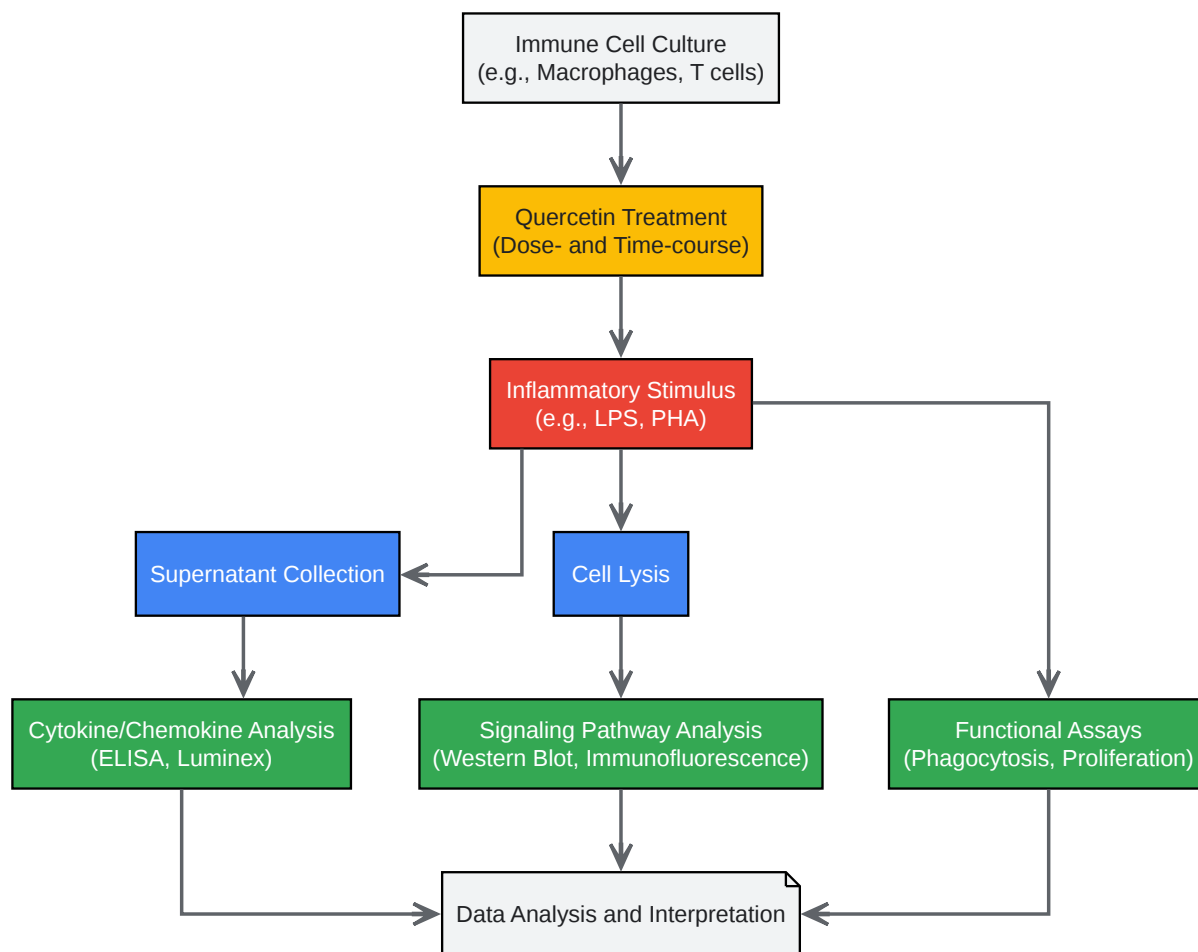 Immune Cell Culture
(e.g., Macrophages, T cells)
Quercetin Treatment
(Dose- and Time-course)
Inflammatory Stimulus
(e.g., LPS, PHA)
Supernatant Collection
Cell Lysis
Cytokine/Chemokine Analysis
(ELISA, Luminex)
Signaling Pathway Analysis
(Western Blot, Immunofluorescence)
Functional Assays
(Phagocytosis, Proliferation)
Data Analysis and Interpretation